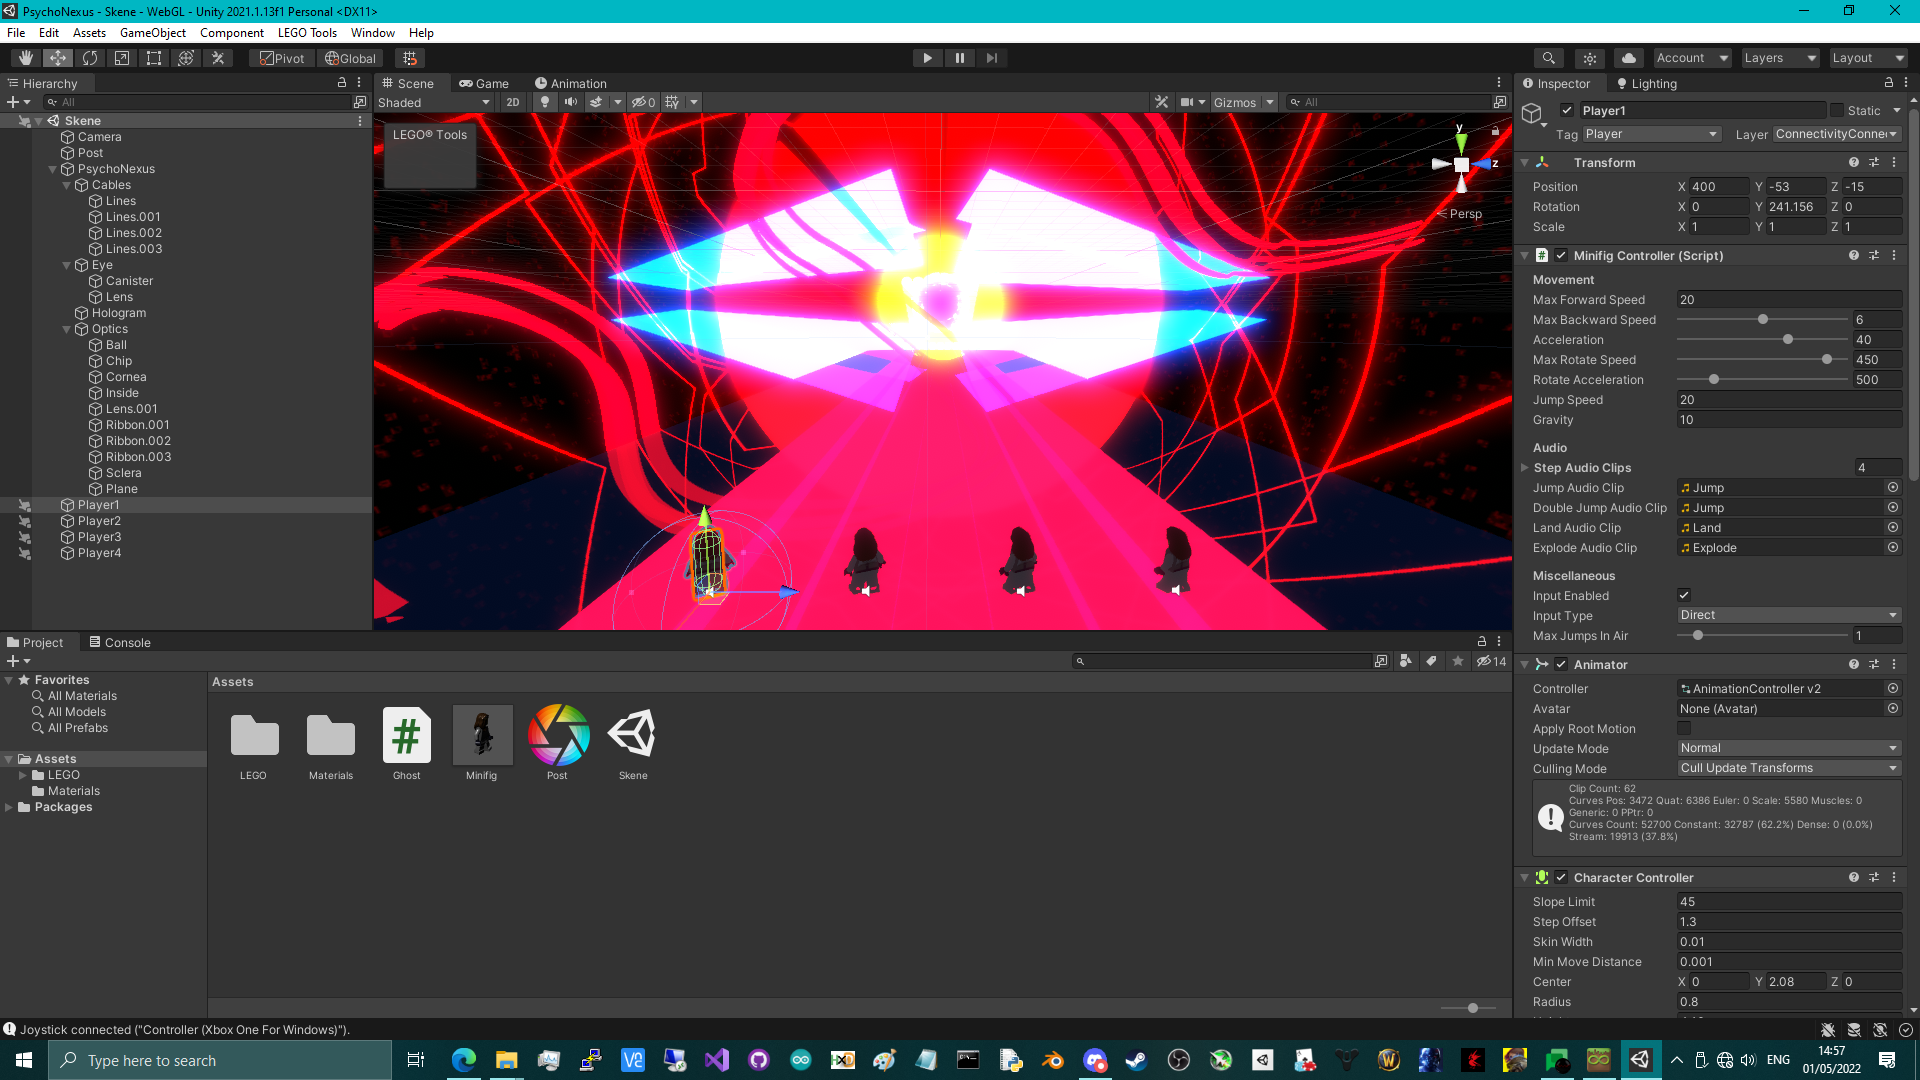 PsychoNexus - Skene - WebGL - Unity 2021.1.13f1 Personal <DX11>
File Edit Assets GameObject Component LEGO Tools Window Help
Pivot Global Account Layers Layout
Hierarchy
All
Skene
Camera
Post
PsychoNexus
Cables
Lines
Lines.001
Lines.002
Lines.003
Eye
Canister
Lens
Hologram
Optics
Ball
Chip
Cornea
Inside
Lens.001
Ribbon.001
Ribbon.002
Ribbon.003
Sclera
Plane
Player1
Player2
Player3
Player4
Scene Game Animation
Shaded 2D 0 Gizmos All
LEGO® Tools
y
z
Persp
Inspector Lighting
Player1 Static
Tag Player Layer ConnectivityConne
Transform
Position X 400 Y -53 Z -15
Rotation X 0 Y 241.156 Z 0
Scale X 1 Y 1 Z 1
Minifig Controller (Script)
Movement
Max Forward Speed 20
Max Backward Speed 6
Acceleration 40
Max Rotate Speed 450
Rotate Acceleration 500
Jump Speed 20
Gravity 10
Audio
Step Audio Clips 4
Jump Audio Clip Jump
Double Jump Audio Clip Jump
Land Audio Clip Land
Explode Audio Clip Explode
Miscellaneous
Input Enabled
Input Type Direct
Max Jumps In Air 1
Animator
Controller AnimationController v2
Avatar None (Avatar)
Apply Root Motion
Update Mode Normal
Culling Mode Cull Update Transforms
Clip Count: 62
Curves Pos: 3472 Quat: 6386 Euler: 0 Scale: 5580 Muscles: 0
Generic: 0 PPtr: 0
Curves Count: 52700 Constant: 32787 (62.2%) Dense: 0 (0.0%)
Stream: 19913 (37.8%)
Character Controller
Slope Limit 45
Step Offset 1.3
Skin Width 0.01
Min Move Distance 0.001
Center X 0 Y 2.08 Z 0
Radius 0.8
Project Console
14
Favorites
All Materials
All Models
All Prefabs
Assets
LEGO
Materials
Packages
Assets
LEGO Materials Ghost Minifig Post Skene
Joystick connected ("Controller (Xbox One For Windows)").
Type here to search
ENG
14:57
01/05/2022